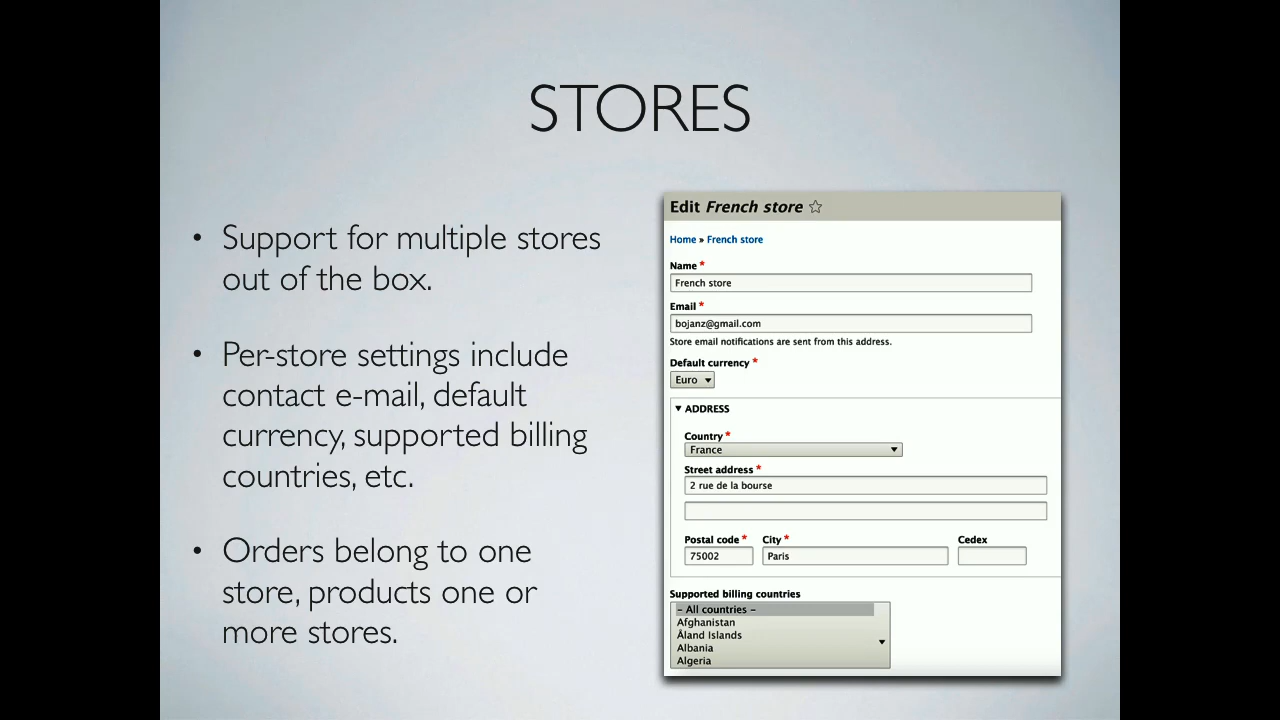 STORES
• Support for multiple stores
out of the box.
• Per-store settings include
contact e-mail, default
currency, supported billing
countries, etc.
• Orders belong to one
store, products one or
more stores.
Edit French store ☆
Home » French store
Name *
French store
Email *
bojanz@gmail.com
Store email notifications are sent from this address.
Default currency *
Euro ▼
▼ ADDRESS
Country *
France ▼
Street address *
2 rue de la bourse
Postal code * City * Cedex
75002 Paris
Supported billing countries
- All countries -
Afghanistan
Åland Islands
Albania
Algeria